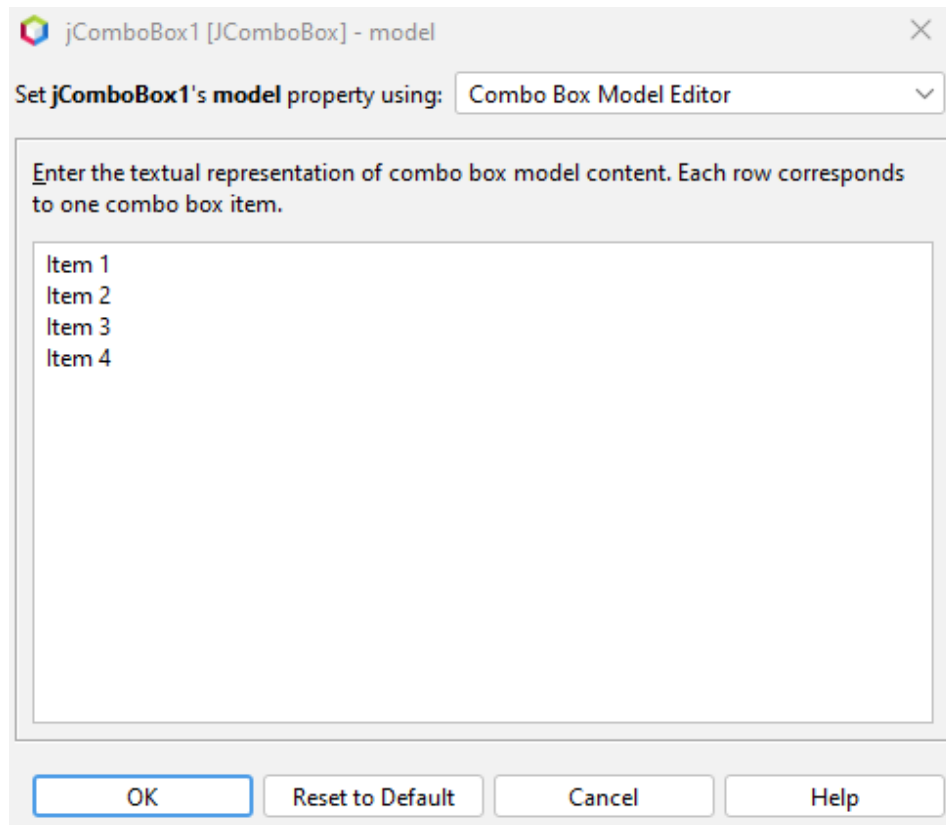 jComboBox1 [JComboBox] - model
Set jComboBox1's model property using: Combo Box Model Editor
Enter the textual representation of combo box model content. Each row corresponds
to one combo box item.
Item 1
Item 2
Item 3
Item 4
OK Reset to Default Cancel Help